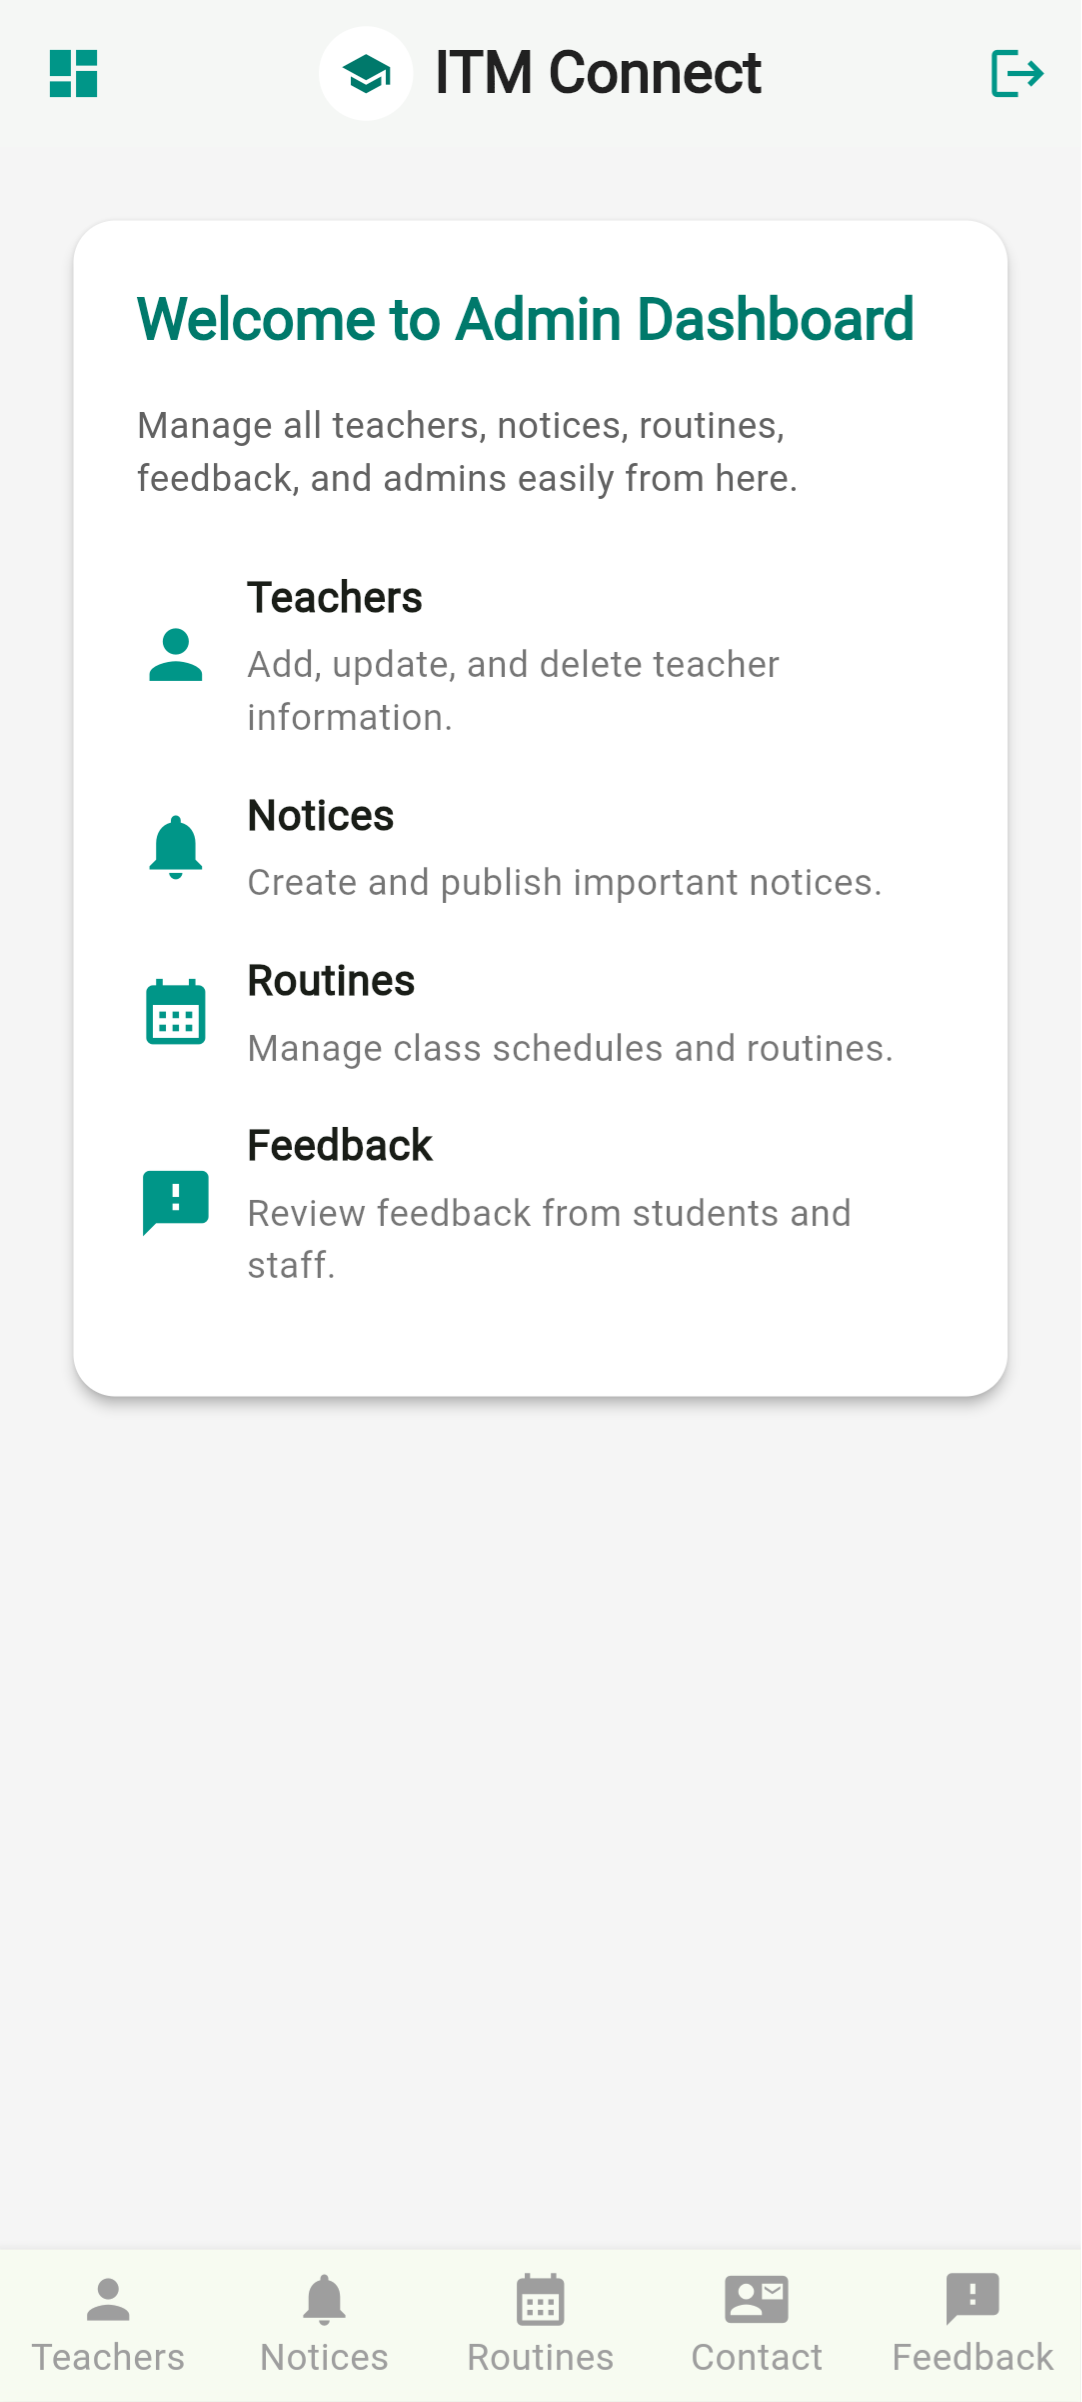 ITM Connect
Welcome to Admin Dashboard
Manage all teachers, notices, routines,
feedback, and admins easily from here.
Teachers
Add, update, and delete teacher
information.
Notices
Create and publish important notices.
Routines
Manage class schedules and routines.
Feedback
Review feedback from students and
staff.
Teachers
Notices
Routines
Contact
Feedback